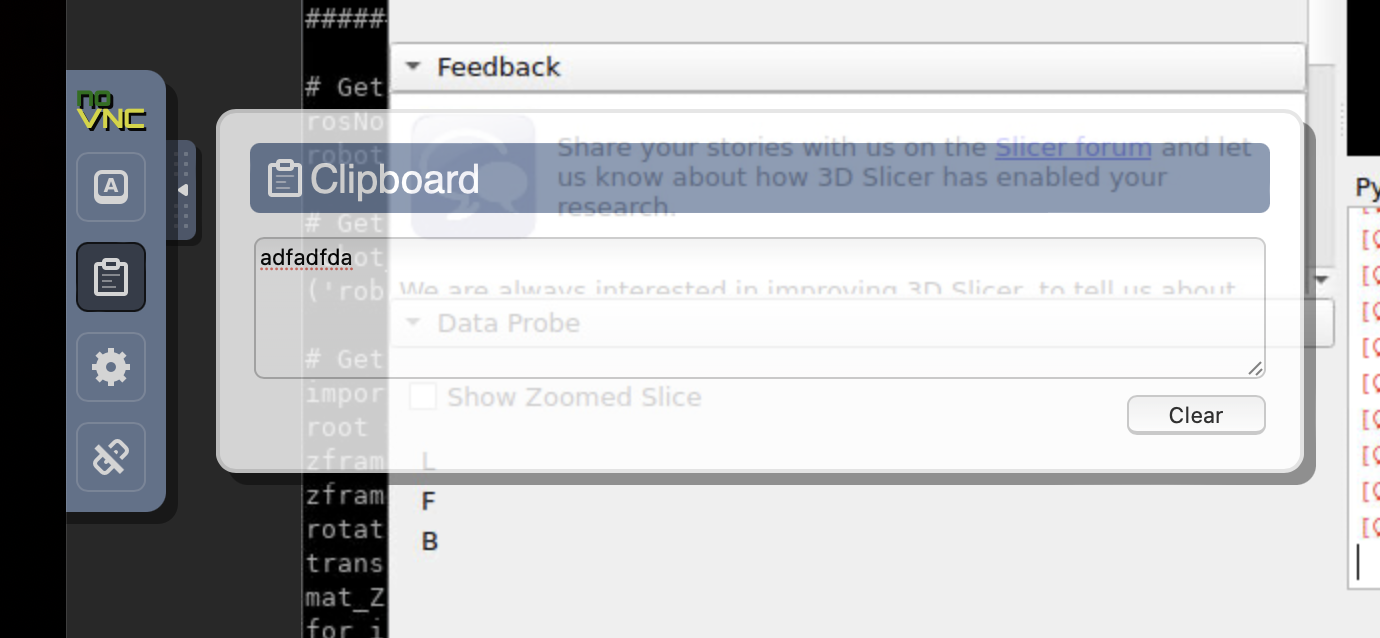 #####
# Get
rosNo
robot
# Get
('rob
# Get
impor
root
zfram
zfram
rotat
trans
mat_Z
for i
Feedback
Share your stories with us on the Slicer forum and let
us know about how 3D Slicer has enabled your
research.
We are always interested in improving 3D Slicer, to tell us about
Data Probe
Show Zoomed Slice
L
F
B
no
VNC
A
Clipboard
adfadfda
Clear
Py